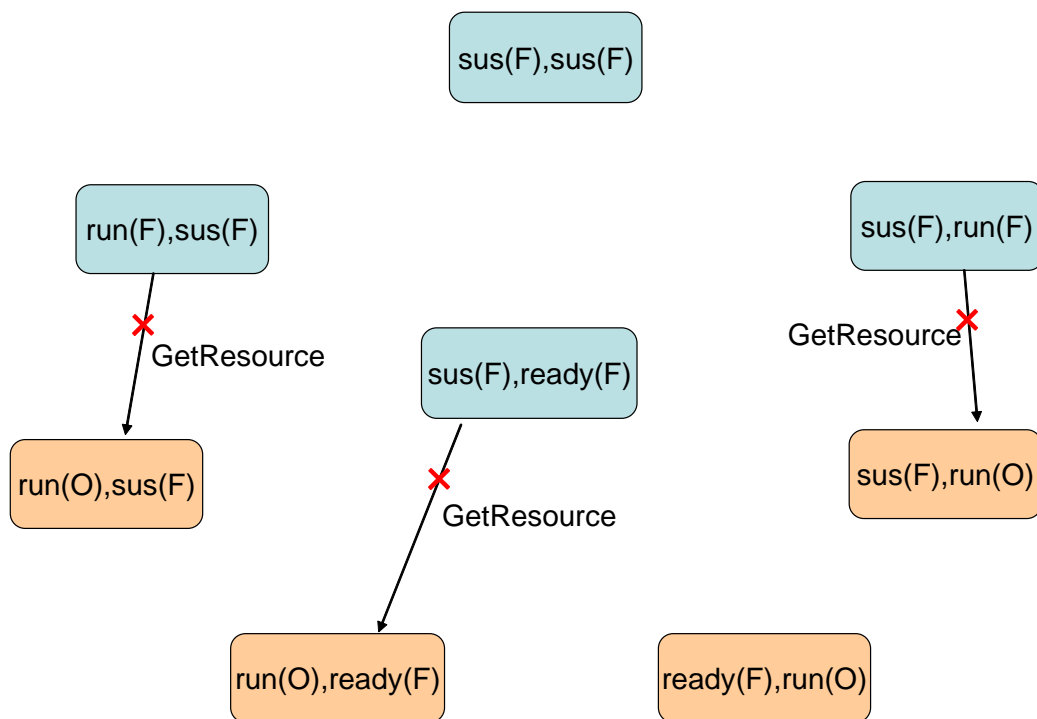 sus(F),sus(F)
run(F),sus(F)
sus(F),run(F)
GetResource
GetResource
sus(F),ready(F)
run(O),sus(F)
sus(F),run(O)
GetResource
run(O),ready(F)
ready(F),run(O)